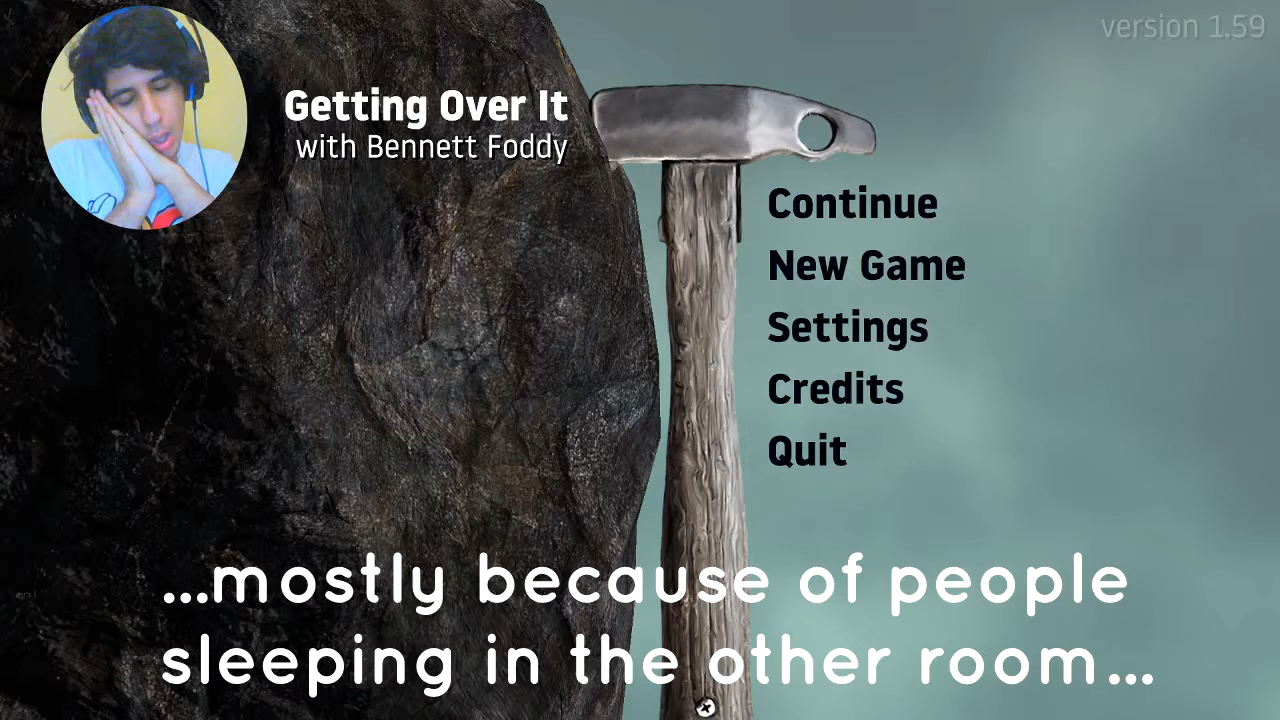 version 1.59
Getting Over It
with Bennett Foddy
Continue
New Game
Settings
Credits
Quit
...mostly because of people
sleeping in the other room...